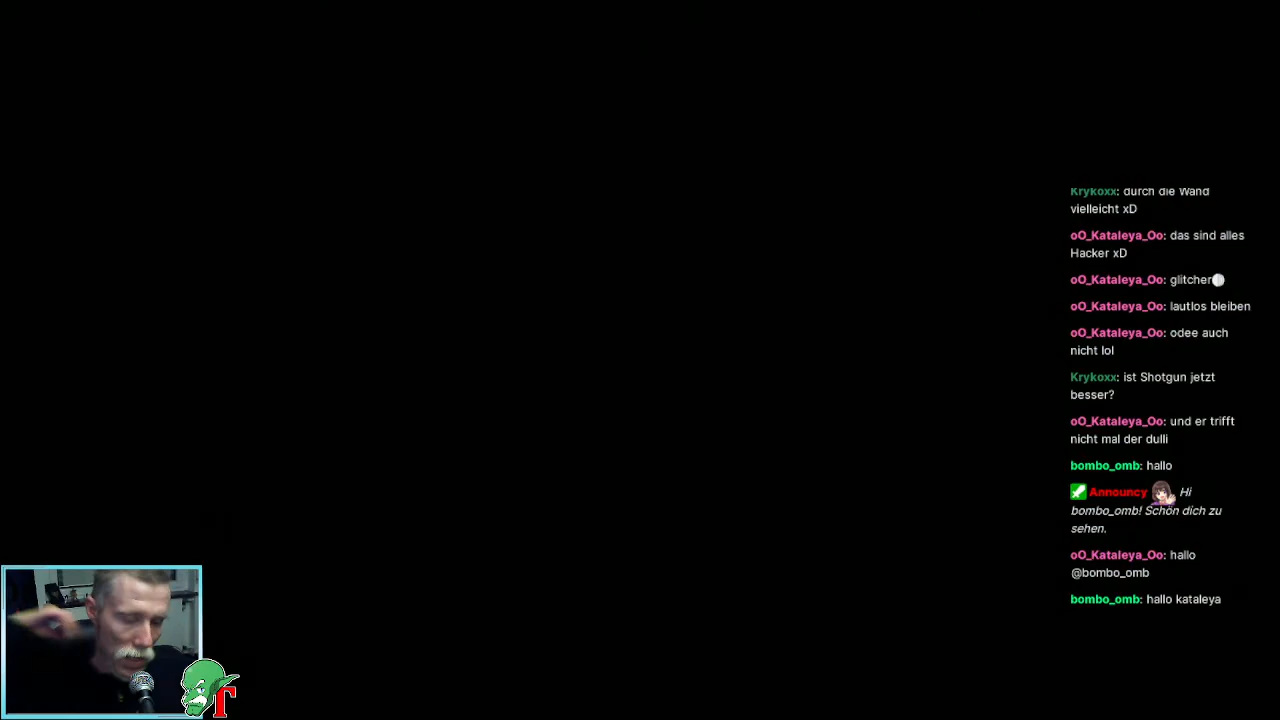 Krykoxx: durch die Wand
vielleicht xD
oO_Kataleya_Oo: das sind alles
Hacker xD
oO_Kataleya_Oo: glitcher
oO_Kataleya_Oo: lautlos bleiben
oO_Kataleya_Oo: odee auch
nicht lol
Krykoxx: ist Shotgun jetzt
besser?
oO_Kataleya_Oo: und er trifft
nicht mal der dulli
bombo_omb: hallo
Announcy Hi
bombo_omb! Schön dich zu
sehen.
oO_Kataleya_Oo: hallo
@bombo_omb
bombo_omb: hallo kataleya